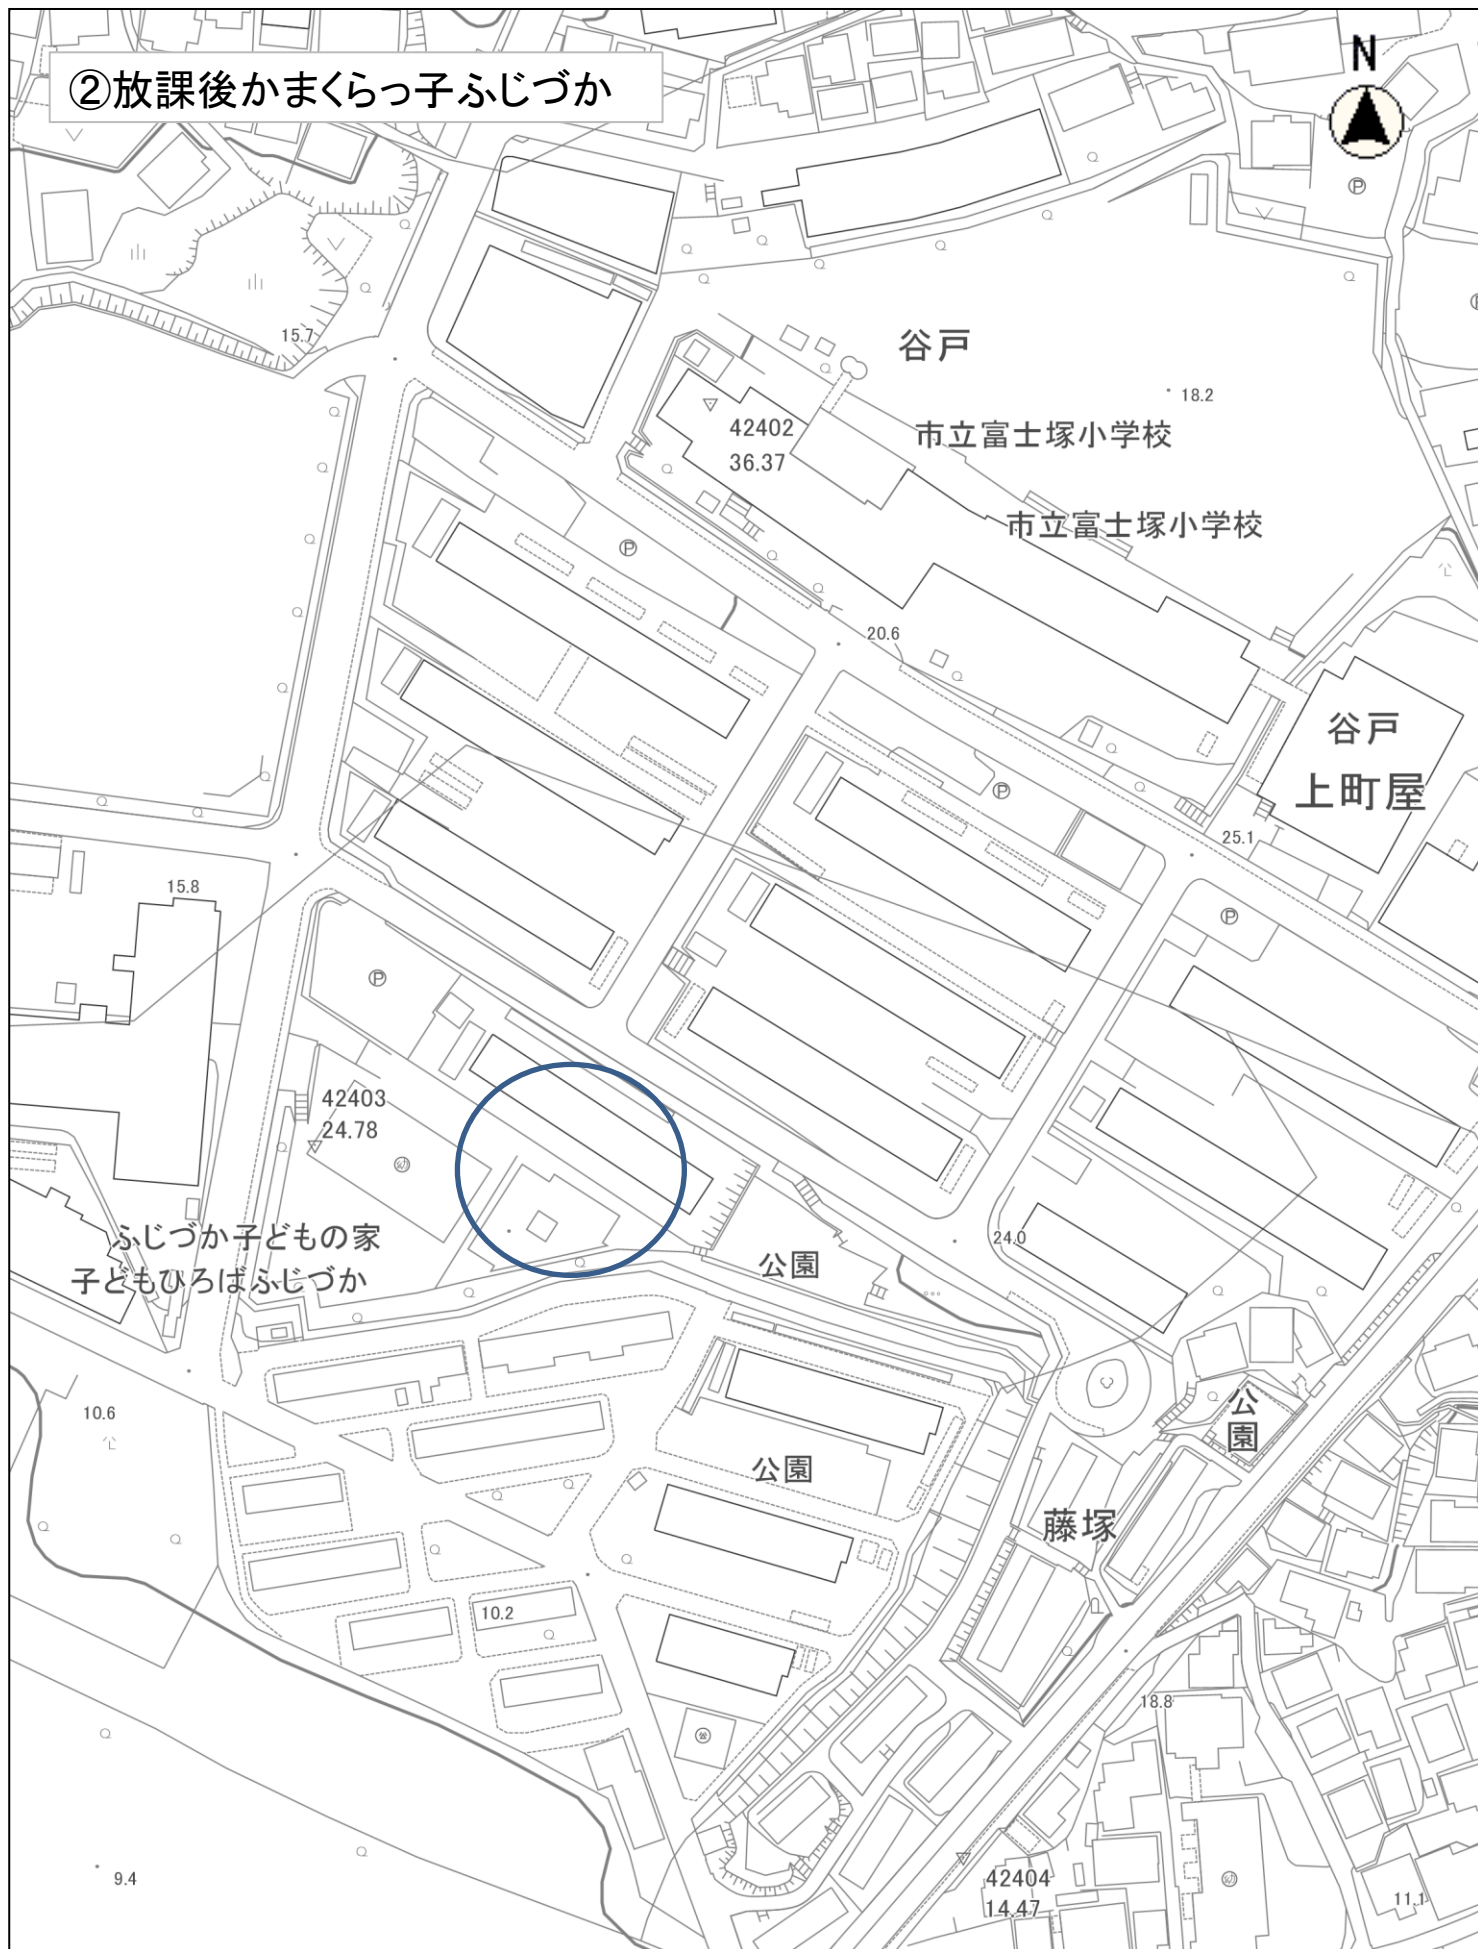 ②放課後かまくらっ子ふじづか
N
Ⓟ
15.7
谷戸
18.2
42402
36.37
市立富士塚小学校
市立富士塚小学校
Ⓟ
20.6
谷戸
上町屋
Ⓟ
25.1
15.8
Ⓟ
Ⓟ
42403
24.78
幼
ふじづか子どもの家
子どもひろばふじづか
公園
24.0
10.6
公園
公園
藤塚
10.2
18.8
9.4
42404
14.47
幼
11.1